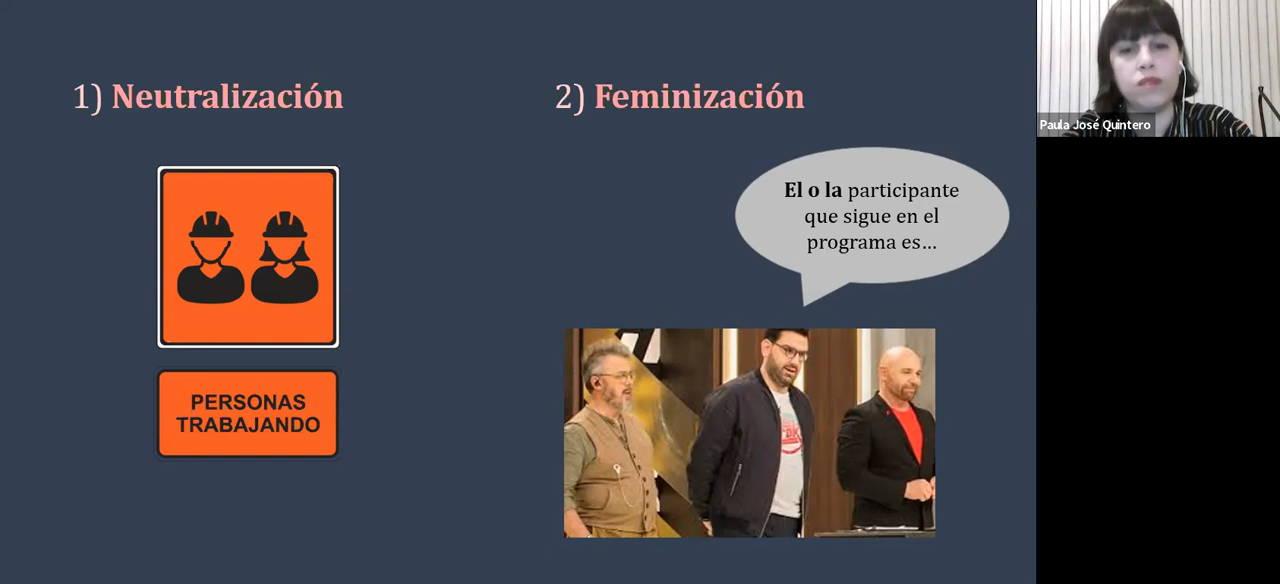 1) Neutralización
PERSONAS
TRABAJANDO
2) Feminización
El o la participante
que sigue en el
programa es...
Paula José Quintero